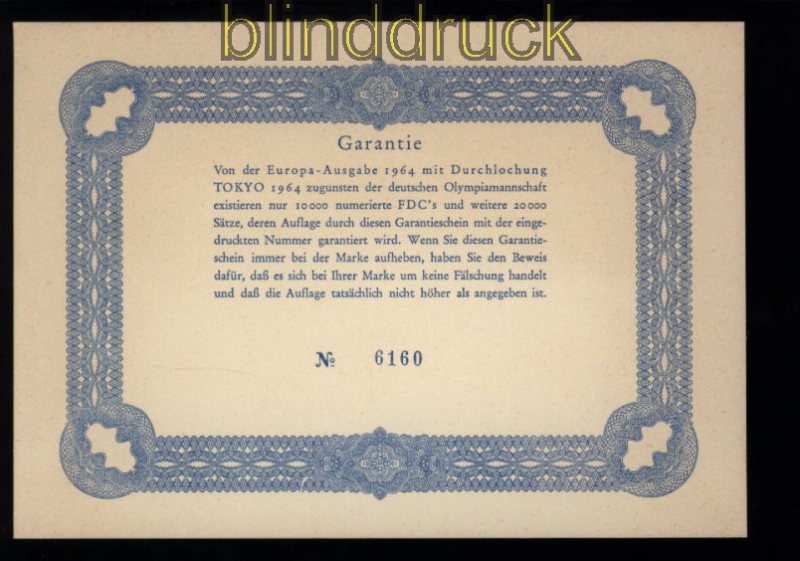 blinddruck
Garantie
Von der Europa-Ausgabe 1964 mit Durchlochung
TOKYO 1964 zugunsten der deutschen Olympiamannschaft
existieren nur 10000 numerierte FDC's und weitere 20000
Sätze, deren Auflage durch diesen Garantieschein mit der einge-
druckten Nummer garantiert wird. Wenn Sie diesen Garantie-
schein immer bei der Marke aufheben, haben Sie den Beweis
dafür, daß es sich bei Ihrer Marke um keine Fälschung handelt
und daß die Auflage tatsächlich nicht höher als angegeben ist.
№ 6160